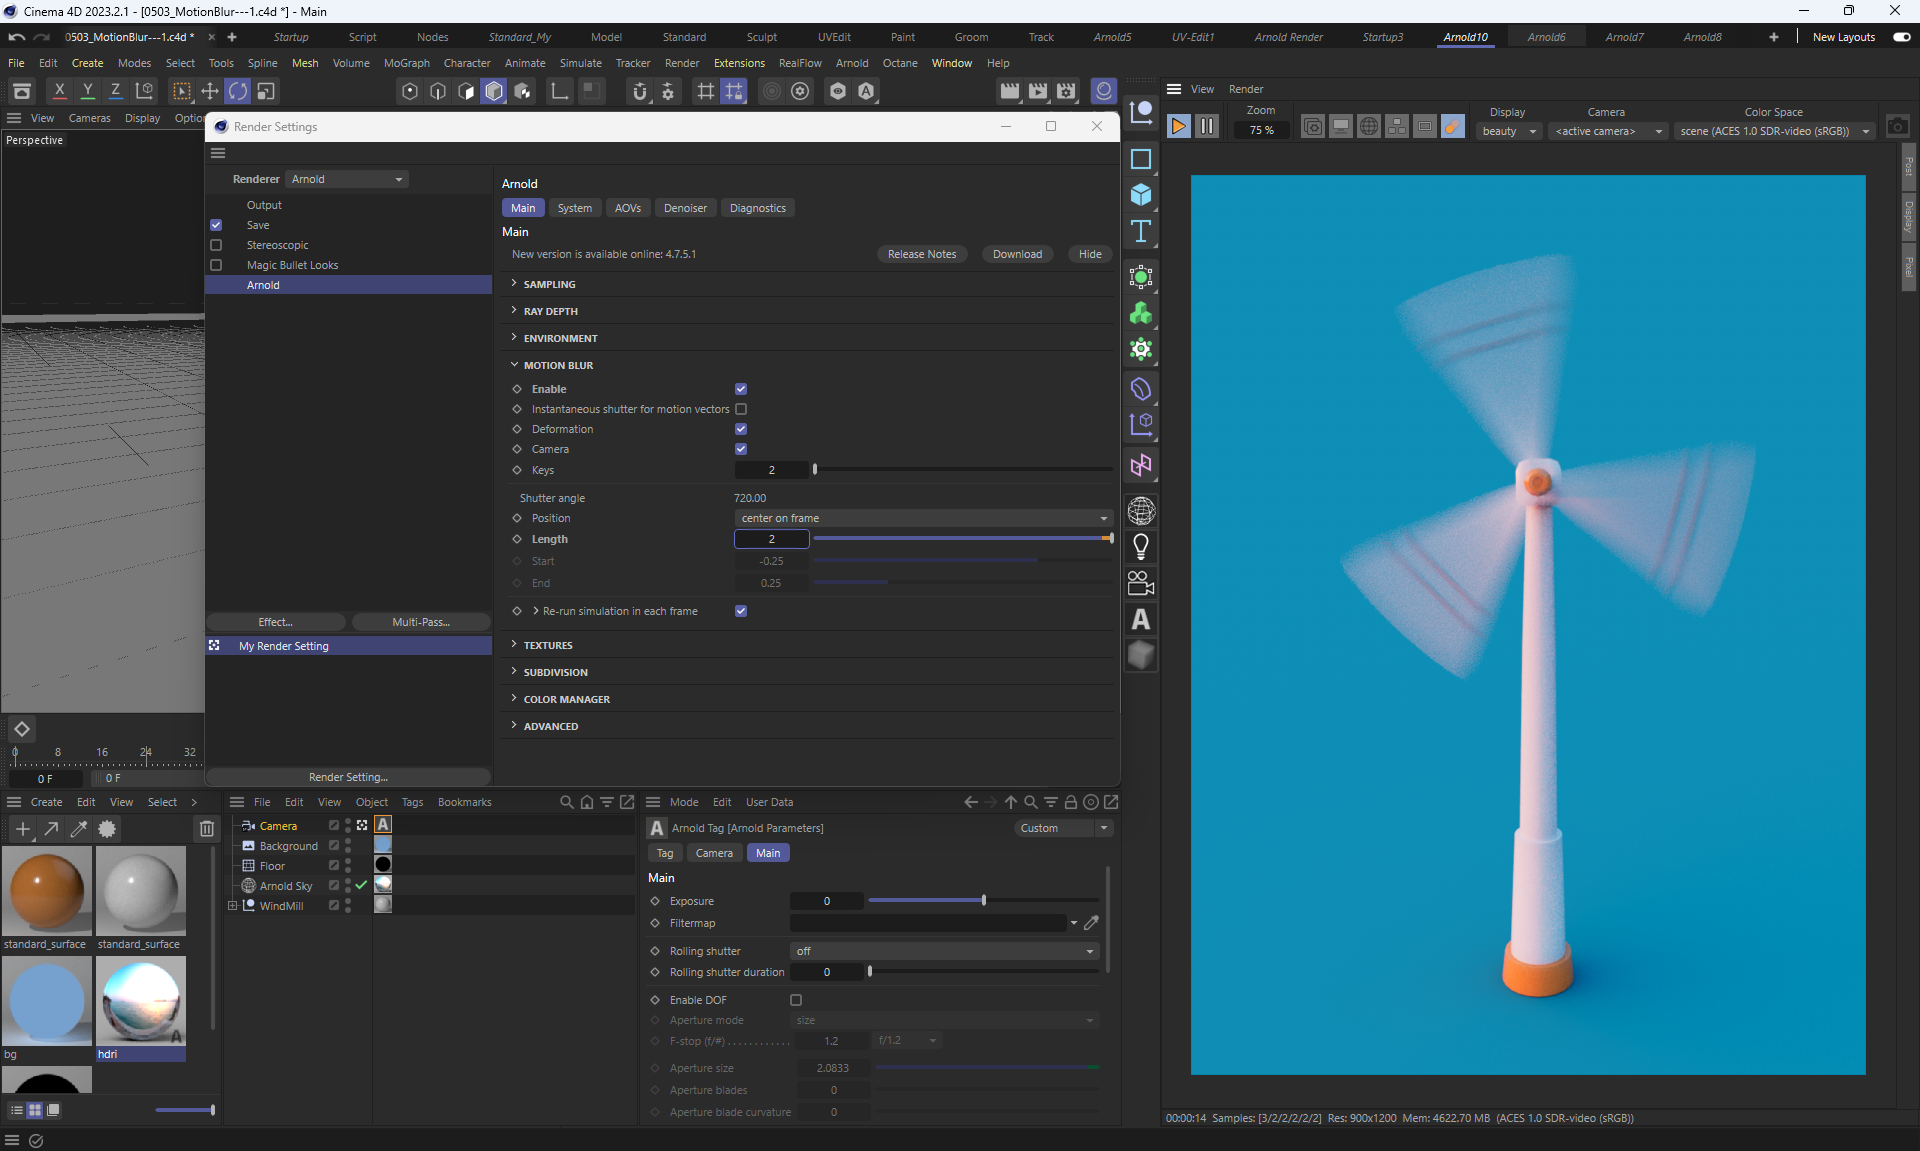 Cinema 4D 2023.2.1 - [0503_MotionBlur---1.c4d *] - Main
0503_MotionBlur---1.c4d * Startup Script Nodes Standard_My Model Standard Sculpt UVEdit Paint Groom Track Arnold5 UV-Edit1 Arnold Render Startup3 Arnold10 Arnold6 Arnold7 Arnold8 New Layouts
File Edit Create Modes Select Tools Spline Mesh Volume MoGraph Character Animate Simulate Tracker Render Extensions RealFlow Arnold Octane Window Help
X Y Z
View Cameras Display Optio
Perspective
Render Settings
Renderer Arnold
Output
Save
Stereoscopic
Magic Bullet Looks
Arnold
Effect... Multi-Pass...
My Render Setting
Render Setting...
Arnold
Main System AOVs Denoiser Diagnostics
Main
New version is available online: 4.7.5.1 Release Notes Download Hide
SAMPLING
RAY DEPTH
ENVIRONMENT
MOTION BLUR
Enable
Instantaneous shutter for motion vectors
Deformation
Camera
Keys 2
Shutter angle 720.00
Position center on frame
Length 2
Start -0.25
End 0.25
Re-run simulation in each frame
TEXTURES
SUBDIVISION
COLOR MANAGER
ADVANCED
0 8 16 24 32
0 F 0 F
Create Edit View Select
standard_surface standard_surface
bg hdri
File Edit View Object Tags Bookmarks
Camera
Background
Floor
Arnold Sky
WindMill
Mode Edit User Data
Arnold Tag [Arnold Parameters] Custom
Tag Camera Main
Main
Exposure 0
Filtermap
Rolling shutter off
Rolling shutter duration 0
Enable DOF
Aperture mode size
F-stop (f/#) . . . . . . . . . . . . 1.2 f/1.2
Aperture size 2.0833
Aperture blades 0
Aperture blade curvature 0
View Render
Zoom Display Camera Color Space
75 % beauty <active camera> scene (ACES 1.0 SDR-video (sRGB))
Post
Display
Pixel
00:00:14 Samples: [3/2/2/2/2/2] Res: 900x1200 Mem: 4622.70 MB (ACES 1.0 SDR-video (sRGB))